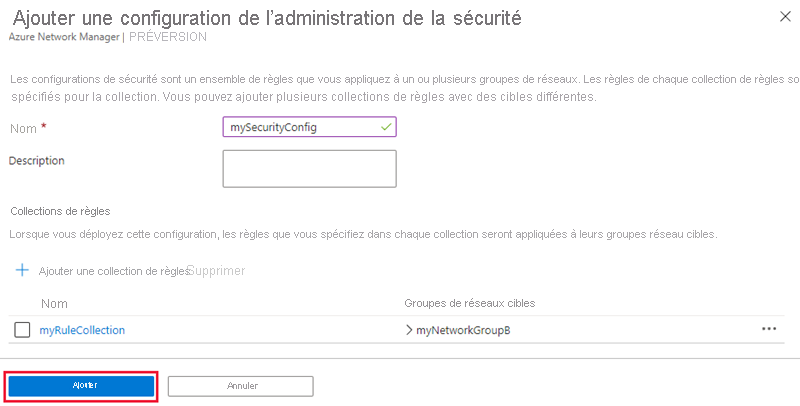 Ajouter une configuration de l’administration de la sécurité
Azure Network Manager | PRÉVERSION
Les configurations de sécurité sont un ensemble de règles que vous appliquez à un ou plusieurs groupes de réseaux. Les règles de chaque collection de règles so
spécifiés pour la collection. Vous pouvez ajouter plusieurs collections de règles avec des cibles différentes.
Nom *
mySecurityConfig
Description
Collections de règles
Lorsque vous déployez cette configuration, les règles que vous spécifiez dans chaque collection seront appliquées à leurs groupes réseau cibles.
Ajouter une collection de règles Supprimer
Nom Groupes de réseaux cibles
myRuleCollection myNetworkGroupB
Ajouter Annuler